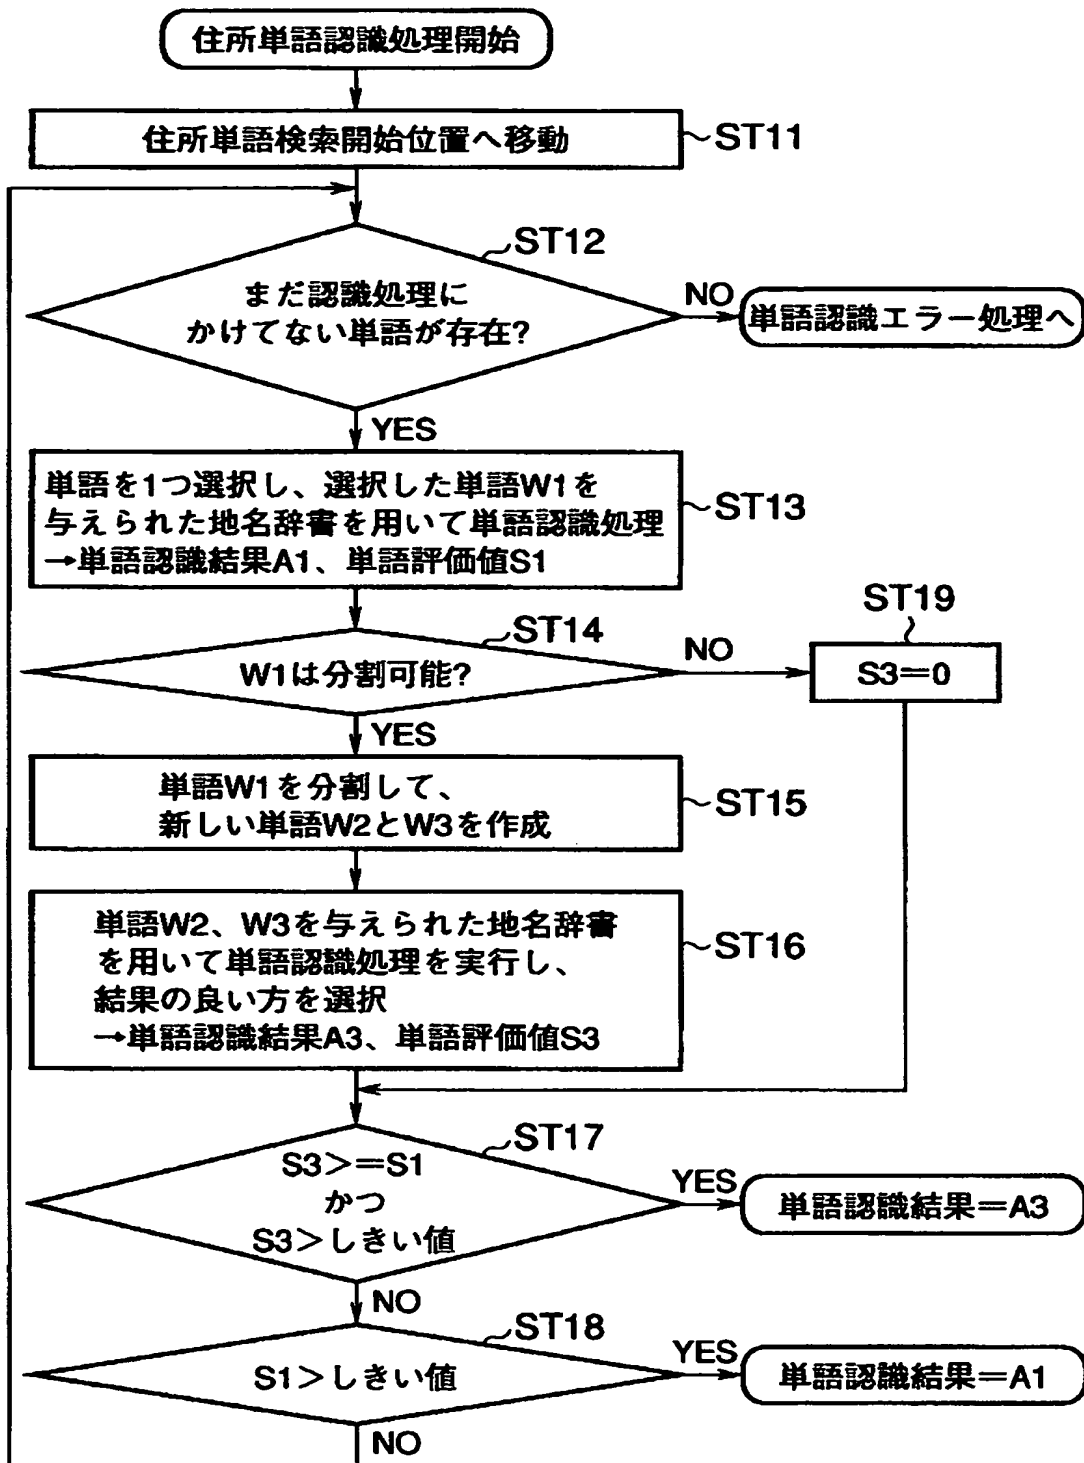 住所単語認識処理開始
住所単語検索開始位置へ移動
ST11
ST12
まだ認識処理に
かけてない単語が存在?
NO
単語認識エラー処理へ
YES
単語を1つ選択し、選択した単語W1を
与えられた地名辞書を用いて単語認識処理
→単語認識結果A1、単語評価値S1
ST13
ST14
W1は分割可能?
NO
ST19
S3=0
YES
単語W1を分割して、
新しい単語W2とW3を作成
ST15
単語W2、W3を与えられた地名辞書
を用いて単語認識処理を実行し、
結果の良い方を選択
→単語認識結果A3、単語評価値S3
ST16
ST17
S3>=S1
かつ
S3>しきい値
YES
単語認識結果=A3
NO
ST18
S1>しきい値
YES
単語認識結果=A1
NO